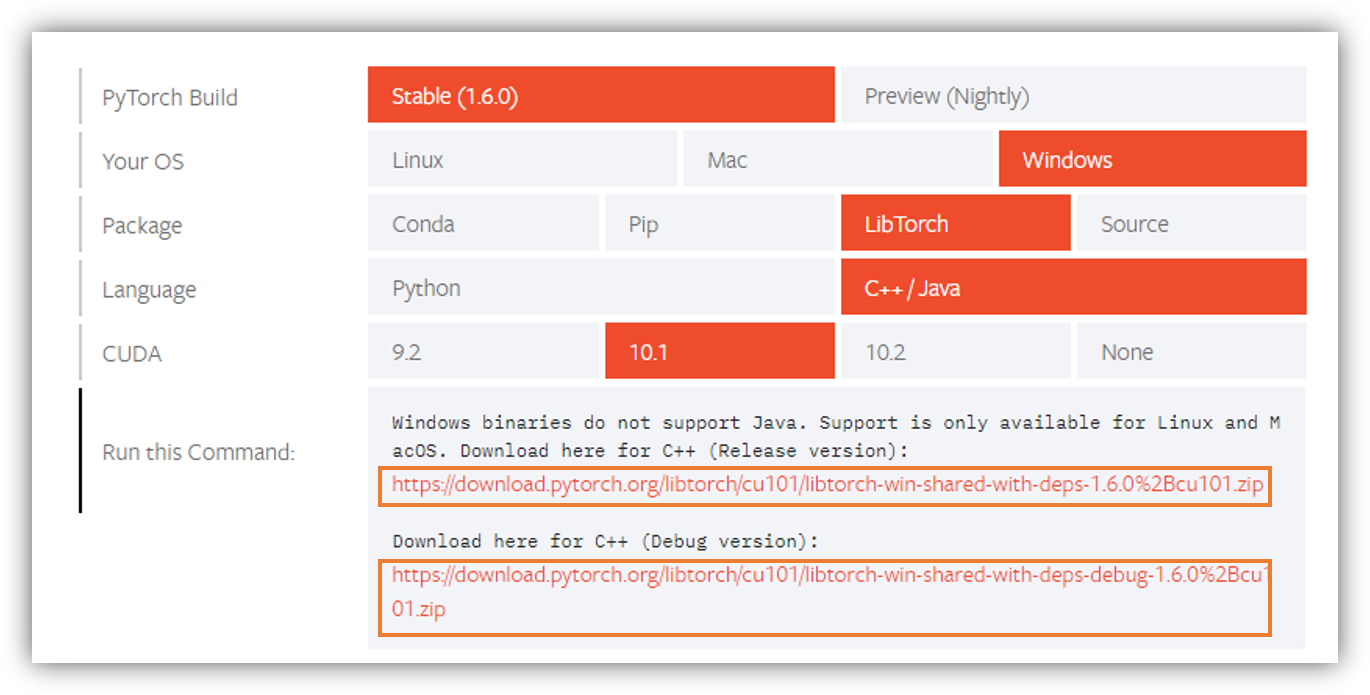 PyTorch Build Stable (1.6.0) Preview (Nightly)
Your OS Linux Mac Windows
Package Conda Pip LibTorch Source
Language Python C++ / Java
CUDA 9.2 10.1 10.2 None
Run this Command:
Windows binaries do not support Java. Support is only available for Linux and M
acOS. Download here for C++ (Release version):
https://download.pytorch.org/libtorch/cu101/libtorch-win-shared-with-deps-1.6.0%2Bcu101.zip
Download here for C++ (Debug version):
https://download.pytorch.org/libtorch/cu101/libtorch-win-shared-with-deps-debug-1.6.0%2Bcu1
01.zip